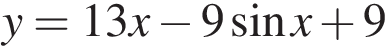 y = 13x − 9 sin x + 9